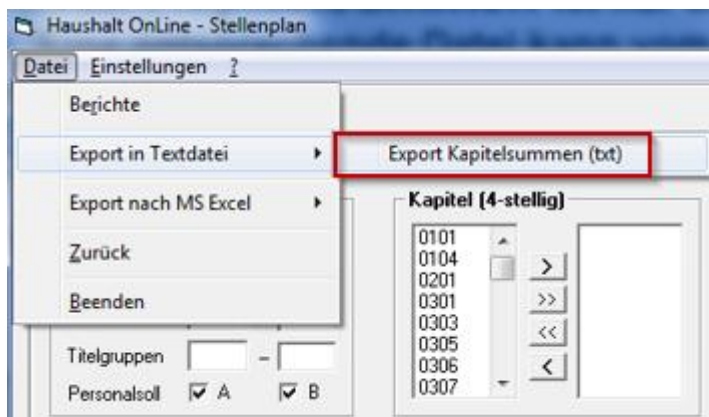 Haushalt OnLine - Stellenplan
Datei Einstellungen ?
Berichte
Export in Textdatei
Export Kapitelsummen (txt)
Export nach MS Excel
Zurück
Beenden
Kapitel (4-stellig)
0101
0104
0201
0301
0303
0305
0306
0307
>
>>
<<
<
Titelgruppen –
Personalsoll A B